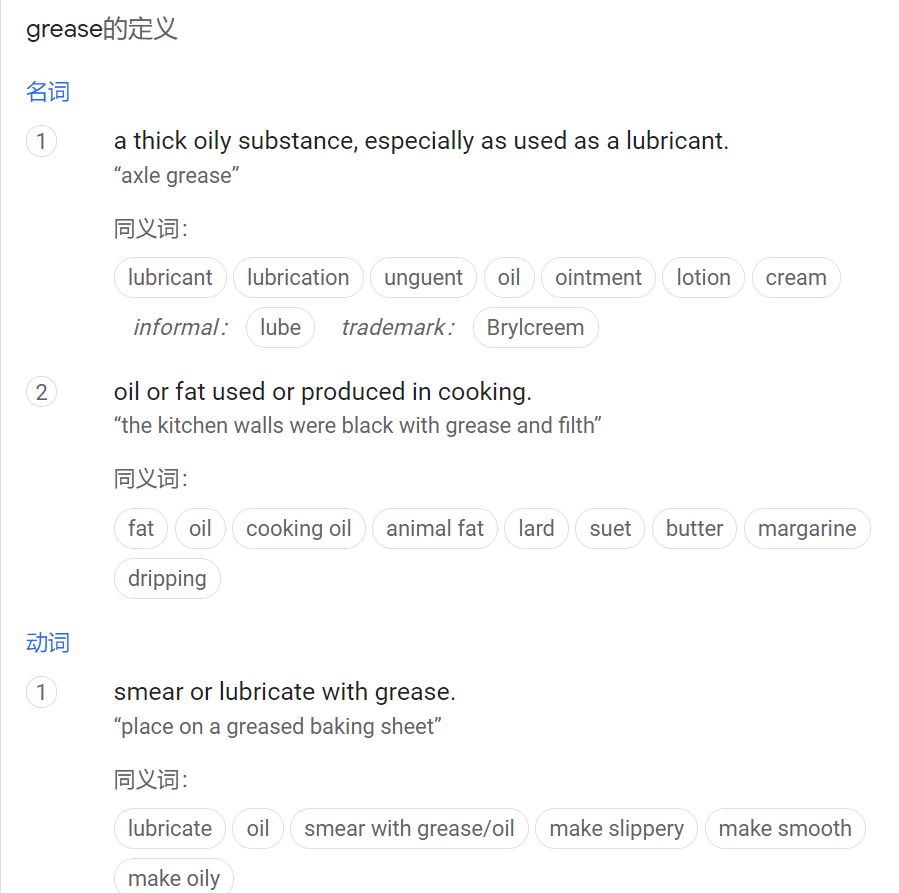 grease的定义
名词
1 a thick oily substance, especially as used as a lubricant.
“axle grease”
同义词：
lubricant lubrication unguent oil ointment lotion cream
informal： lube trademark： Brylcreem
2 oil or fat used or produced in cooking.
“the kitchen walls were black with grease and filth”
同义词：
fat oil cooking oil animal fat lard suet butter margarine
dripping
动词
1 smear or lubricate with grease.
“place on a greased baking sheet”
同义词：
lubricate oil smear with grease/oil make slippery make smooth
make oily